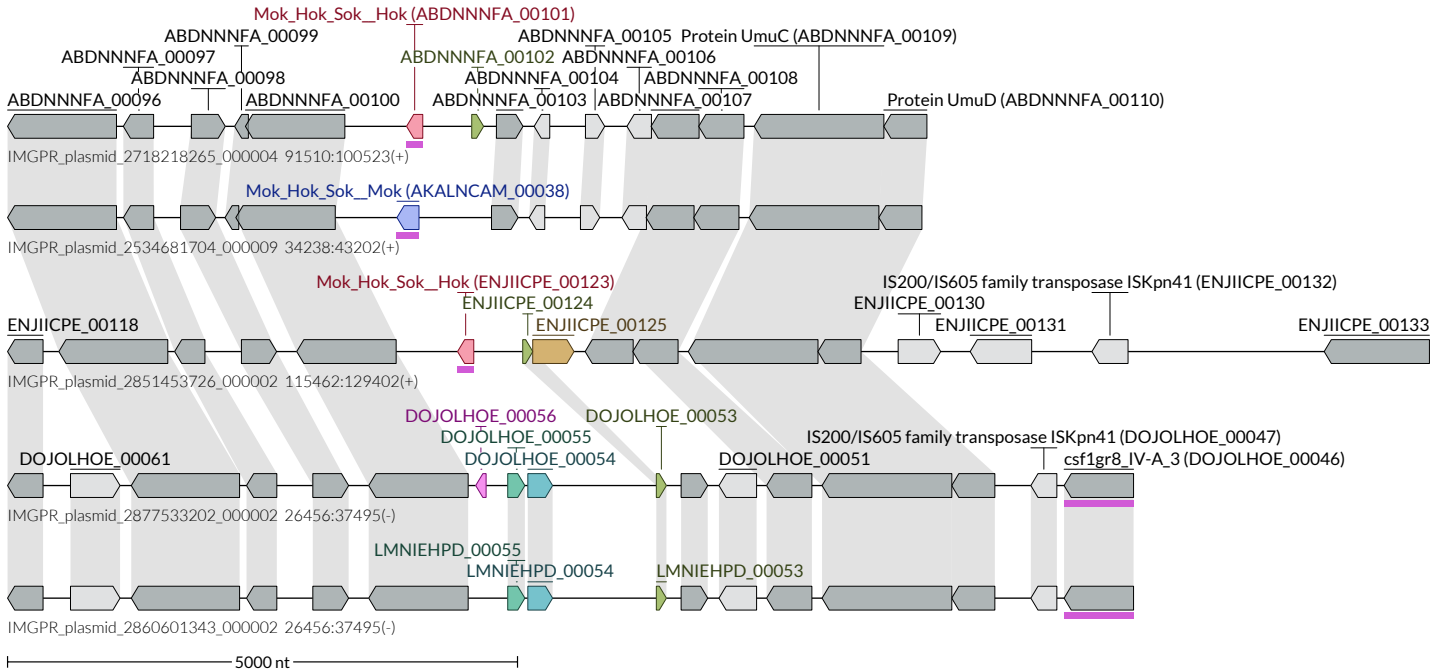 Mok_Hok_Sok__Hok (ABDNNNFA_00101)
ABDNNNFA_00099 ABDNNNFA_00105 Protein UmuC (ABDNNNFA_00109)
ABDNNNFA_00097 ABDNNNFA_00102 ABDNNNFA_00106
ABDNNNFA_00098 ABDNNNFA_00104 ABDNNNFA_00108
ABDNNNFA_00096 ABDNNNFA_00100 ABDNNNFA_00103 ABDNNNFA_00107 Protein UmuD (ABDNNNFA_00110)
IMGPR_plasmid_2718218265_000004 91510:100523(+)
Mok_Hok_Sok__Mok (AKALNCAM_00038)
IMGPR_plasmid_2534681704_000009 34238:43202(+)
Mok_Hok_Sok__Hok (ENJIICPE_00123) IS200/IS605 family transposase ISKpn41 (ENJIICPE_00132)
ENJIICPE_00124 ENJIICPE_00130
ENJIICPE_00118 ENJIICPE_00125 ENJIICPE_00131 ENJIICPE_00133
IMGPR_plasmid_2851453726_000002 115462:129402(+)
DOJOLHOE_00056 DOJOLHOE_00053
DOJOLHOE_00055 IS200/IS605 family transposase ISKpn41 (DOJOLHOE_00047)
DOJOLHOE_00061 DOJOLHOE_00054 DOJOLHOE_00051 csf1gr8_IV-A_3 (DOJOLHOE_00046)
IMGPR_plasmid_2877533202_000002 26456:37495(-)
LMNIEHPD_00055
LMNIEHPD_00054 LMNIEHPD_00053
IMGPR_plasmid_2860601343_000002 26456:37495(-)
5000 nt